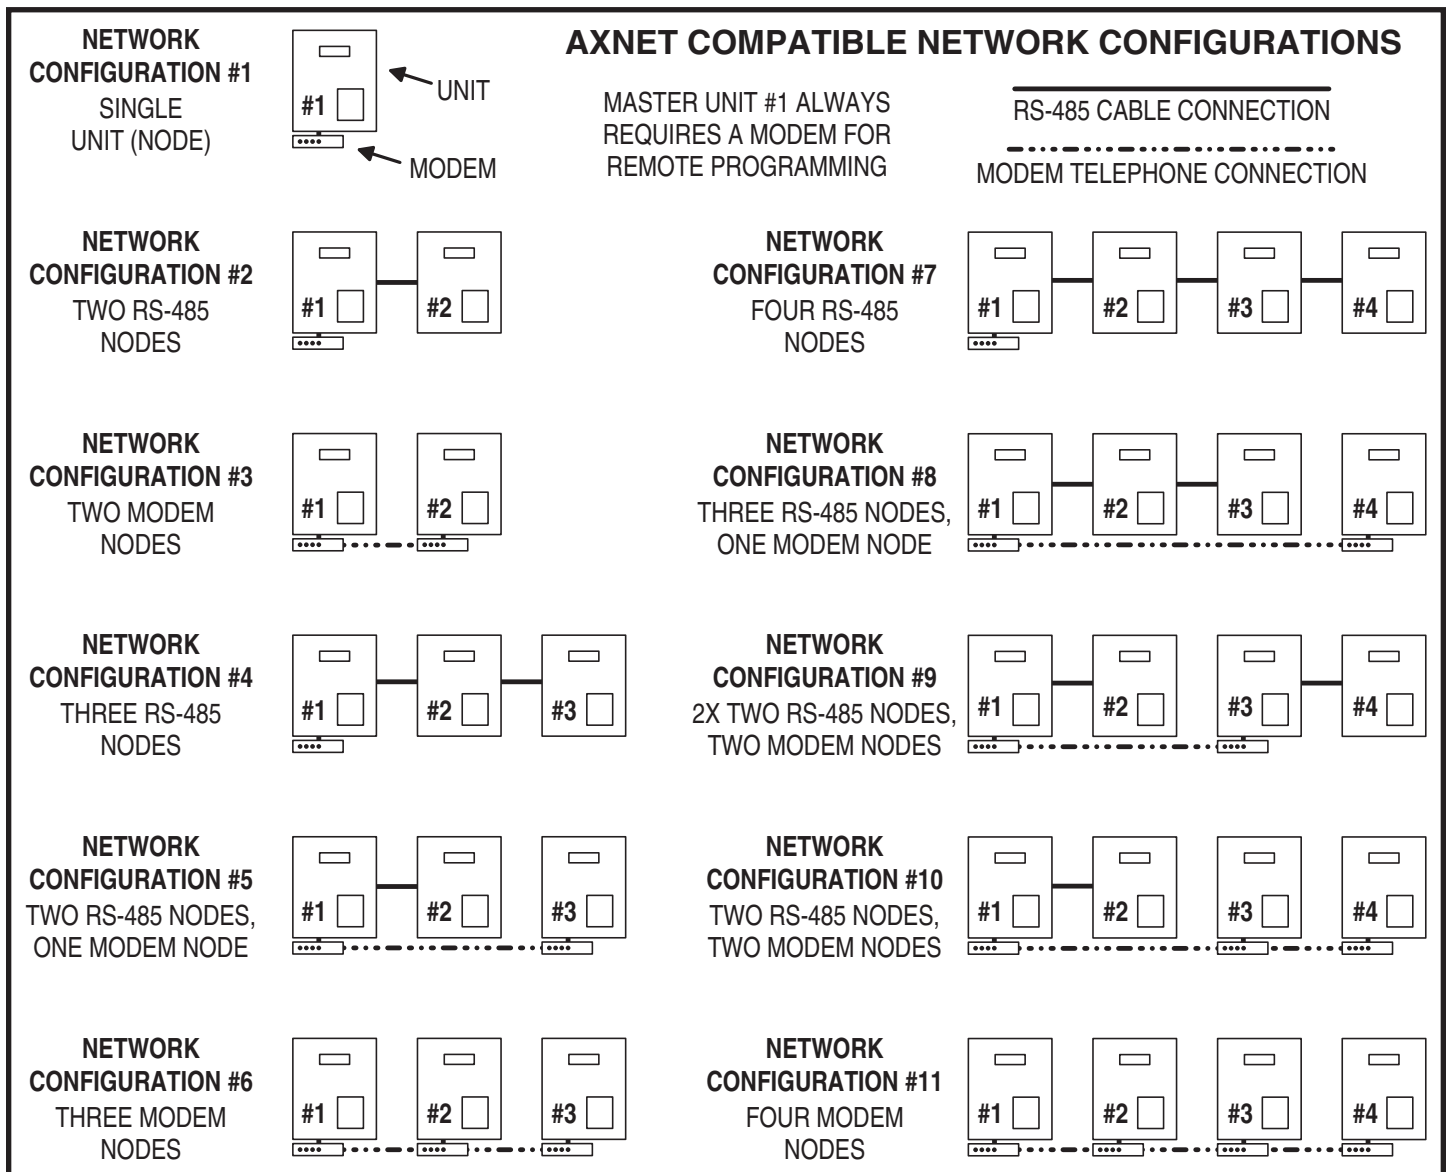 AXNET COMPATIBLE NETWORK CONFIGURATIONS
MASTER UNIT #1 ALWAYS
REQUIRES A MODEM FOR
REMOTE PROGRAMMING
RS-485 CABLE CONNECTION
MODEM TELEPHONE CONNECTION
NETWORK
CONFIGURATION #1
SINGLE
UNIT (NODE)
#1
UNIT
MODEM
NETWORK
CONFIGURATION #2
TWO RS-485
NODES
#1 #2
NETWORK
CONFIGURATION #3
TWO MODEM
NODES
#1 #2
NETWORK
CONFIGURATION #4
THREE RS-485
NODES
#1 #2 #3
NETWORK
CONFIGURATION #5
TWO RS-485 NODES,
ONE MODEM NODE
#1 #2 #3
NETWORK
CONFIGURATION #6
THREE MODEM
NODES
#1 #2 #3
NETWORK
CONFIGURATION #7
FOUR RS-485
NODES
#1 #2 #3 #4
NETWORK
CONFIGURATION #8
THREE RS-485 NODES,
ONE MODEM NODE
#1 #2 #3 #4
NETWORK
CONFIGURATION #9
2X TWO RS-485 NODES,
TWO MODEM NODES
#1 #2 #3 #4
NETWORK
CONFIGURATION #10
TWO RS-485 NODES,
TWO MODEM NODES
#1 #2 #3 #4
NETWORK
CONFIGURATION #11
FOUR MODEM
NODES
#1 #2 #3 #4